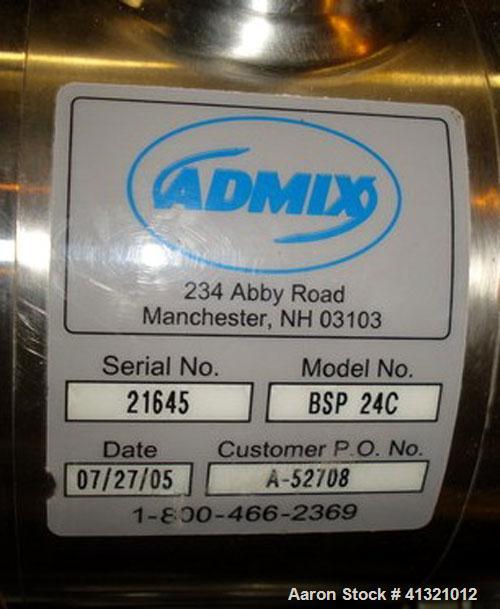 ADMIX
234 Abby Road
Manchester, NH 03103
Serial No. Model No.
21645 BSP 24C
Date Customer P.O. No.
07/27/05 A-52708
1-800-466-2369
Aaron Stock # 41321012